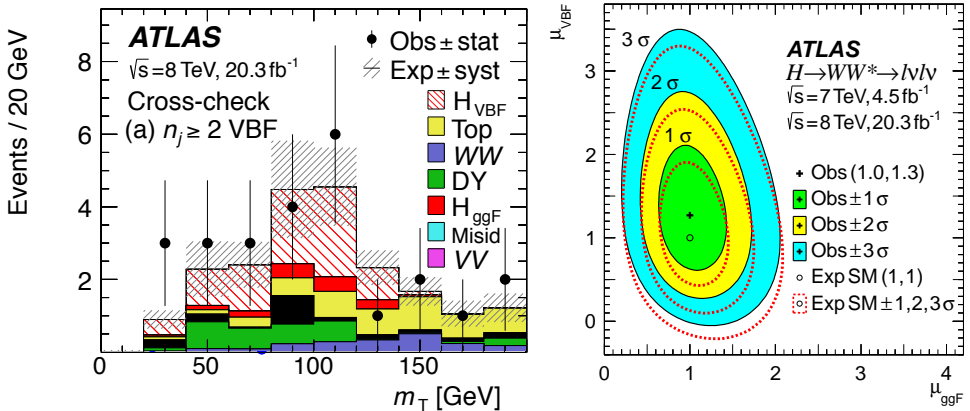 ATLAS
√s=8 TeV, 20.3 fb⁻¹
Cross-check
(a) nⱼ ≥ 2 VBF
Obs ± stat
Exp ± syst
H_VBF
Top
WW
DY
H_ggF
Misid
VV
Events / 20 GeV
8
6
4
2
0 50 100 150
m_T [GeV]
μ_VBF
3
2
1
0
3 σ
2 σ
1 σ
ATLAS
H→WW*→lνlν
√s=7 TeV, 4.5 fb⁻¹
√s=8 TeV, 20.3 fb⁻¹
Obs (1.0, 1.3)
Obs ± 1 σ
Obs ± 2 σ
Obs ± 3 σ
Exp SM (1,1)
Exp SM ± 1,2,3 σ
0 1 2 3 4
μ_ggF